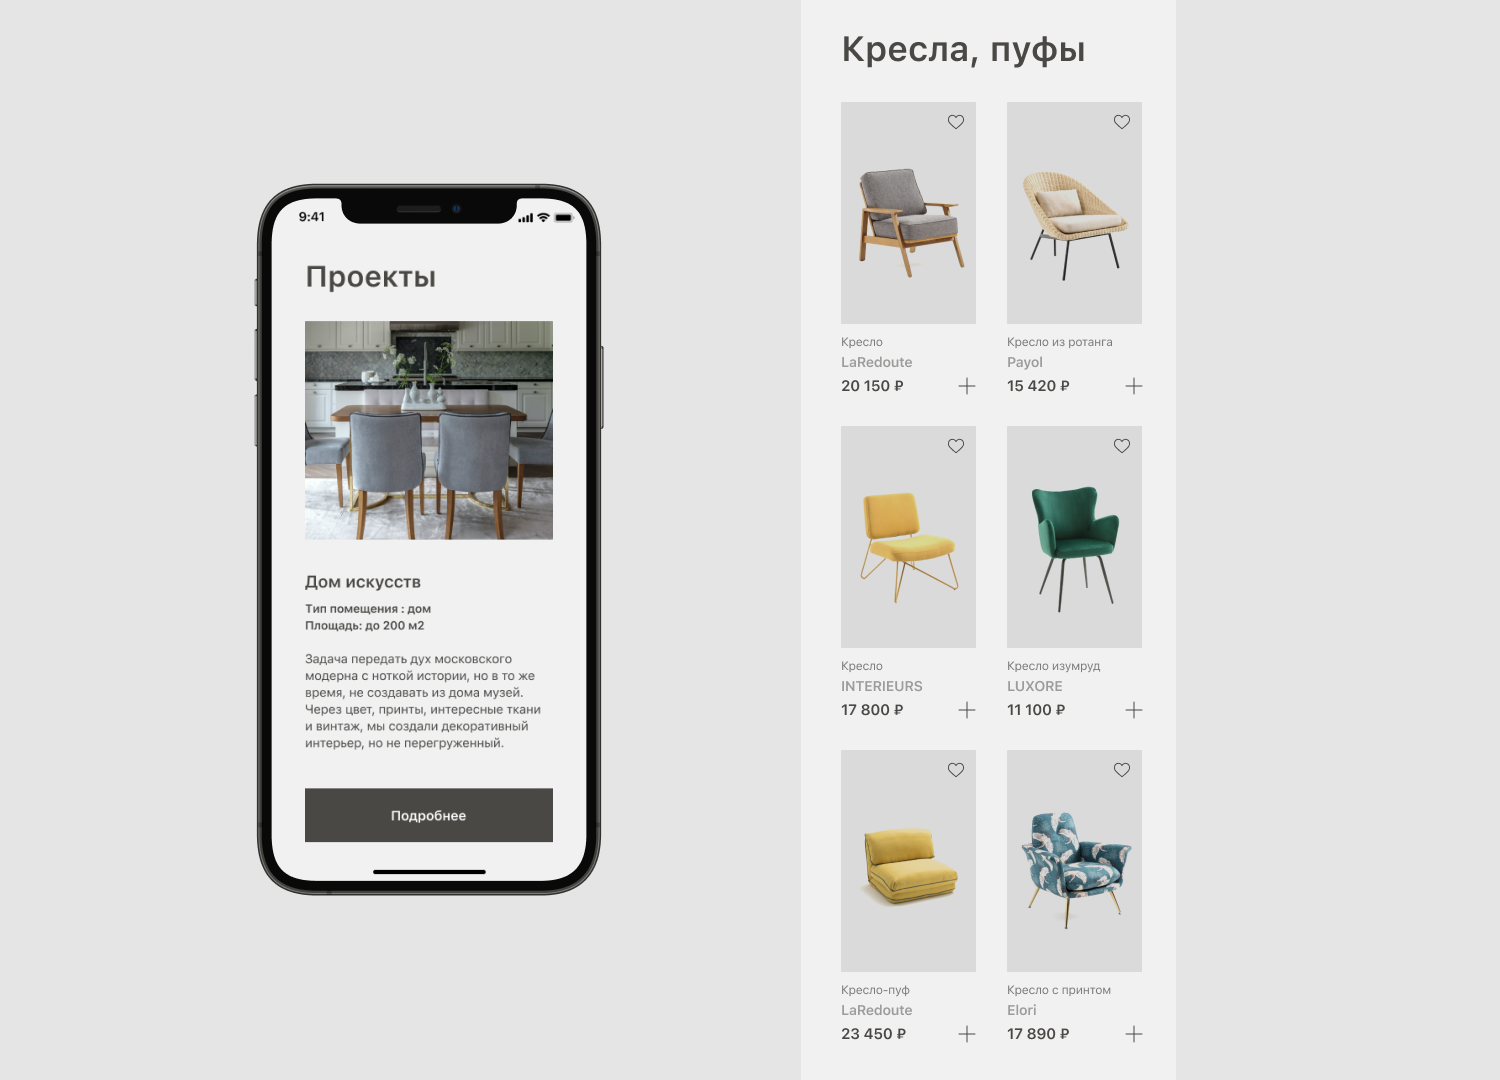 9:41
Проекты
Дом искусств
Тип помещения : дом
Площадь: до 200 м2
Задача передать дух московского
модерна с ноткой истории, но в то же
время, не создавать из дома музей.
Через цвет, принты, интересные ткани
и винтаж, мы создали декоративный
интерьер, но не перегруженный.
Подробнее
Кресла, пуфы
Кресло
LaRedoute
20 150 ₽
Кресло из ротанга
Payol
15 420 ₽
Кресло
INTERIEURS
17 800 ₽
Кресло изумруд
LUXORE
11 100 ₽
Кресло-пуф
LaRedoute
23 450 ₽
Кресло с принтом
Elori
17 890 ₽